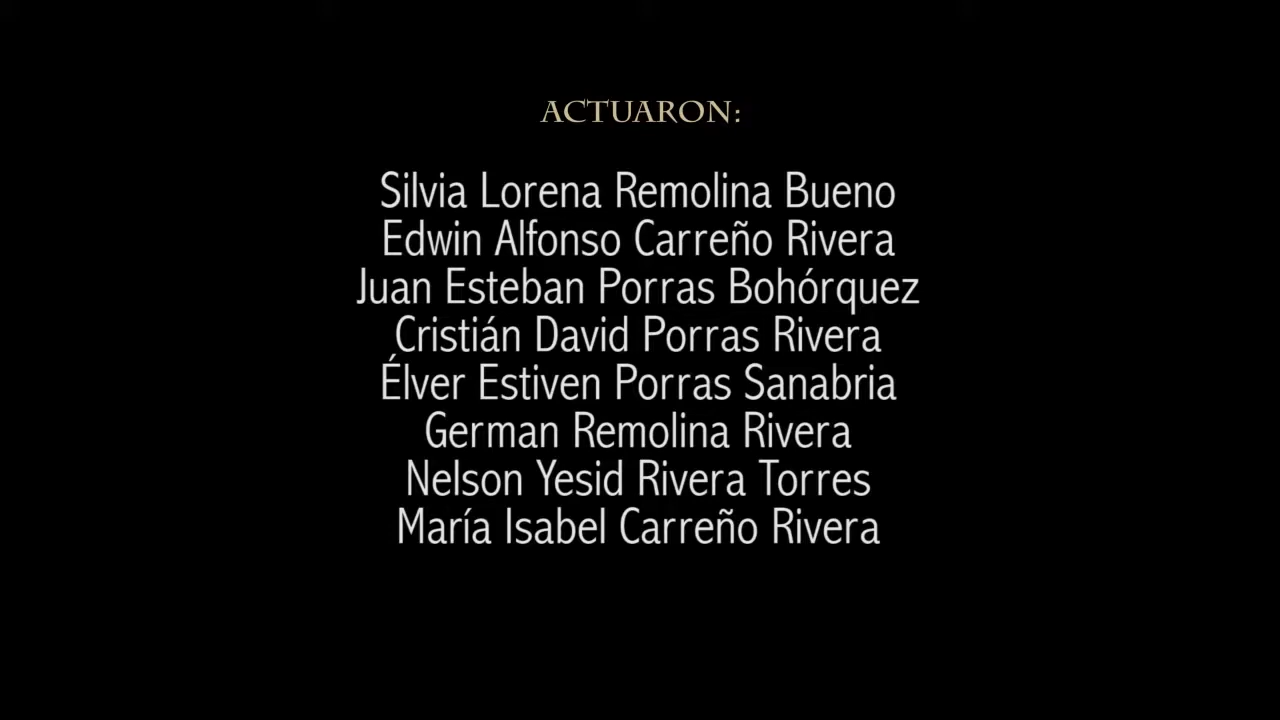 ACTUARON:
Silvia Lorena Remolina Bueno
Edwin Alfonso Carreño Rivera
Juan Esteban Porras Bohórquez
Cristián David Porras Rivera
Élver Estiven Porras Sanabria
German Remolina Rivera
Nelson Yesid Rivera Torres
María Isabel Carreño Rivera